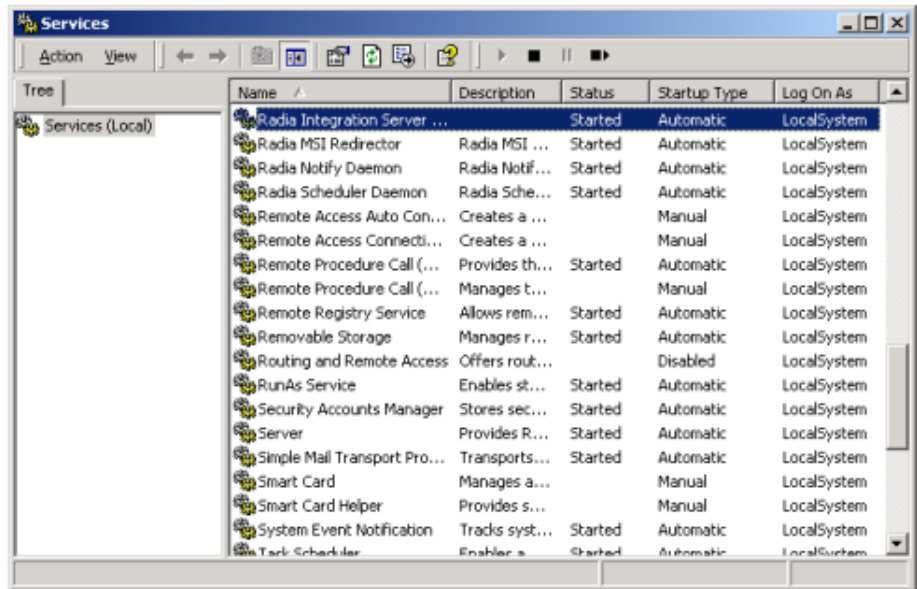 Services
Action View
Tree
Name Description Status Startup Type Log On As
Services (Local)
Radia Integration Server ... Started Automatic LocalSystem
Radia MSI Redirector Radia MSI ... Started Automatic LocalSystem
Radia Notify Daemon Radia Notif... Started Automatic LocalSystem
Radia Scheduler Daemon Radia Sche... Started Automatic LocalSystem
Remote Access Auto Con... Creates a ... Manual LocalSystem
Remote Access Connecti... Creates a ... Manual LocalSystem
Remote Procedure Call (... Provides th... Started Automatic LocalSystem
Remote Procedure Call (... Manages t... Manual LocalSystem
Remote Registry Service Allows rem... Started Automatic LocalSystem
Removable Storage Manages r... Started Automatic LocalSystem
Routing and Remote Access Offers rout... Disabled LocalSystem
RunAs Service Enables st... Started Automatic LocalSystem
Security Accounts Manager Stores sec... Started Automatic LocalSystem
Server Provides R... Started Automatic LocalSystem
Simple Mail Transport Pro... Transports... Started Automatic LocalSystem
Smart Card Manages a... Manual LocalSystem
Smart Card Helper Provides s... Manual LocalSystem
System Event Notification Tracks syst... Started Automatic LocalSystem
Task Scheduler Enables a Started Automatic LocalSystem